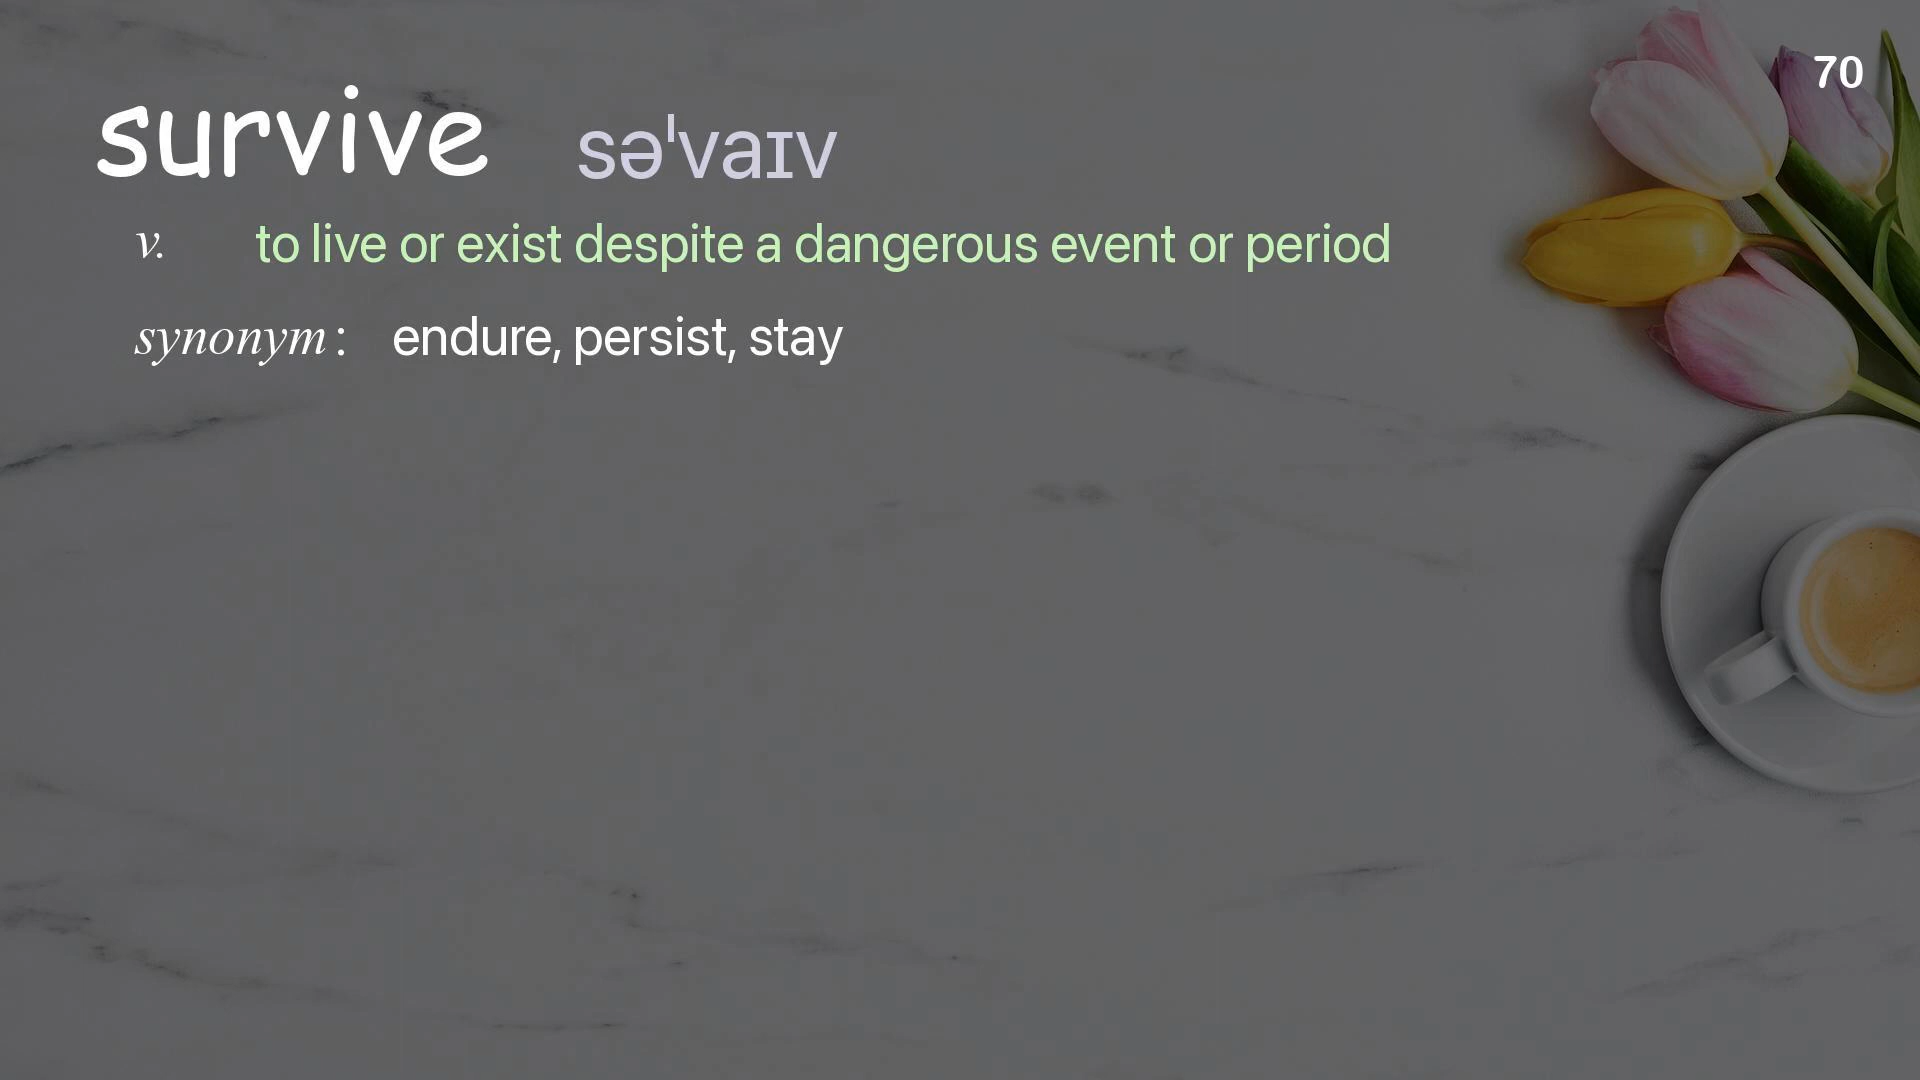 70
survive səˈvaɪv
v. to live or exist despite a dangerous event or period
synonym: endure, persist, stay